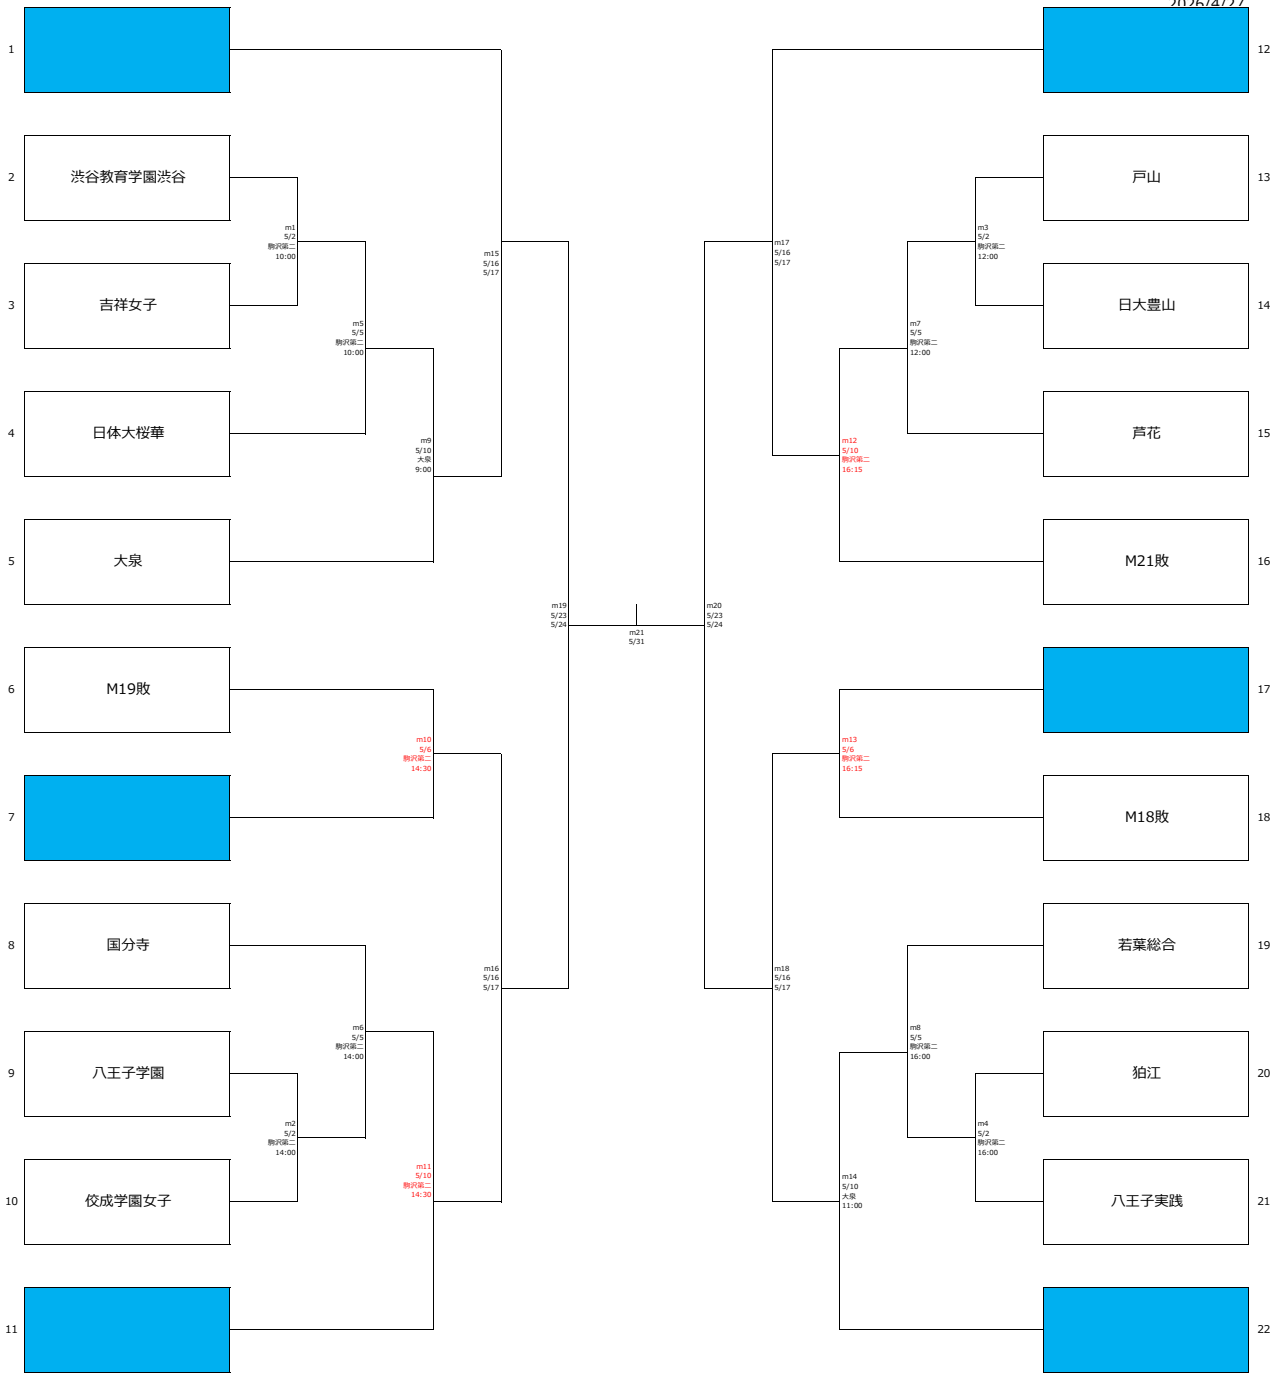 2026/4/27
1
2
渋谷教育学園渋谷
3
吉祥女子
4
日体大桜華
5
大泉
6
M19敗
7
8
国分寺
9
八王子学園
10
佼成学園女子
11
m1
5/2
駒沢第二
10:00
m5
5/5
駒沢第二
10:00
m9
5/10
大泉
9:00
m15
5/16
5/17
m10
5/6
駒沢第二
14:30
m6
5/5
駒沢第二
14:00
m2
5/2
駒沢第二
14:00
m11
5/10
駒沢第二
14:30
m16
5/16
5/17
m19
5/23
5/24
m21
5/31
m20
5/23
5/24
m17
5/16
5/17
m3
5/2
駒沢第二
12:00
m7
5/5
駒沢第二
12:00
m12
5/10
駒沢第二
16:15
m13
5/6
駒沢第二
16:15
m18
5/16
5/17
m8
5/5
駒沢第二
16:00
m4
5/2
駒沢第二
16:00
m14
5/10
大泉
11:00
12
戸山
13
日大豊山
14
芦花
15
M21敗
16
17
M18敗
18
若葉総合
19
狛江
20
八王子実践
21
22